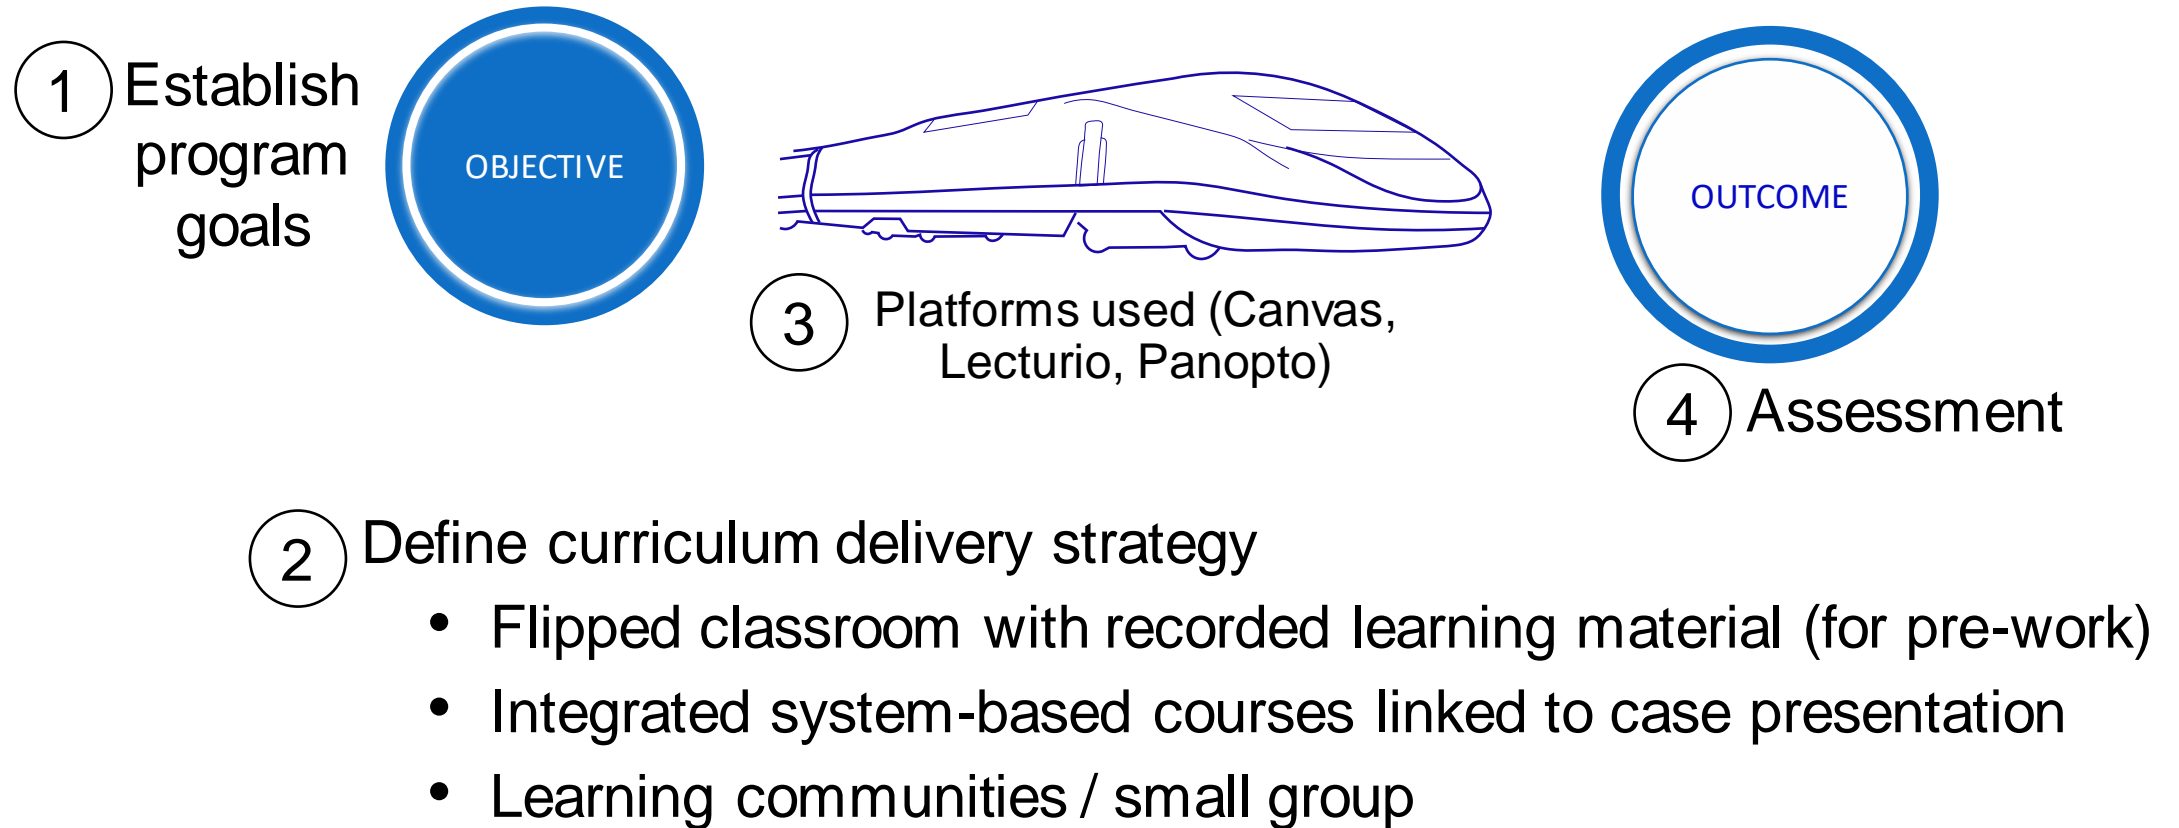 1
Establish
program
goals
OBJECTIVE
3
Platforms used (Canvas,
Lecturio, Panopto)
OUTCOME
4
Assessment
2
Define curriculum delivery strategy
• Flipped classroom with recorded learning material (for pre-work)
• Integrated system-based courses linked to case presentation
• Learning communities / small group